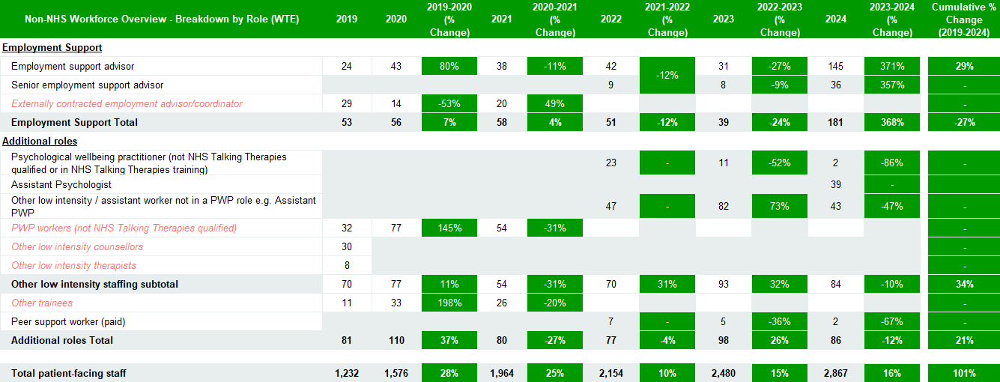 Non-NHS Workforce Overview - Breakdown by Role (WTE) 2019 2020 2019-2020 (% Change) 2021 2020-2021 (% Change) 2022 2021-2022 (% Change) 2023 2022-2023 (% Change) 2024 2023-2024 (% Change) Cumulative % Change (2019-2024)
Employment Support
Employment support advisor 24 43 80% 38 -11% 42 -12% 31 -27% 145 371% 29%
Senior employment support advisor 9 8 -9% 36 357% -
Externally contracted employment advisor/coordinator 29 14 -53% 20 49% -
Employment Support Total 53 56 7% 58 4% 51 -12% 39 -24% 181 368% -27%
Additional roles
Psychological wellbeing practitioner (not NHS Talking Therapies
qualified or in NHS Talking Therapies training) 23 - 11 -52% 2 -86% -
Assistant Psychologist 39 -
Other low intensity / assistant worker not in a PWP role e.g. Assistant
PWP 47 - 82 73% 43 -47% -
PWP workers (not NHS Talking Therapies qualified) 32 77 145% 54 -31% -
Other low intensity counsellors 30 -
Other low intensity therapists 8 -
Other low intensity staffing subtotal 70 77 11% 54 -31% 70 31% 93 32% 84 -10% 34%
Other trainees 11 33 198% 26 -20% -
Peer support worker (paid) 7 - 5 -36% 2 -67% -
Additional roles Total 81 110 37% 80 -27% 77 -4% 98 26% 86 -12% 21%
Total patient-facing staff 1,232 1,576 28% 1,964 25% 2,154 10% 2,480 15% 2,867 16% 101%